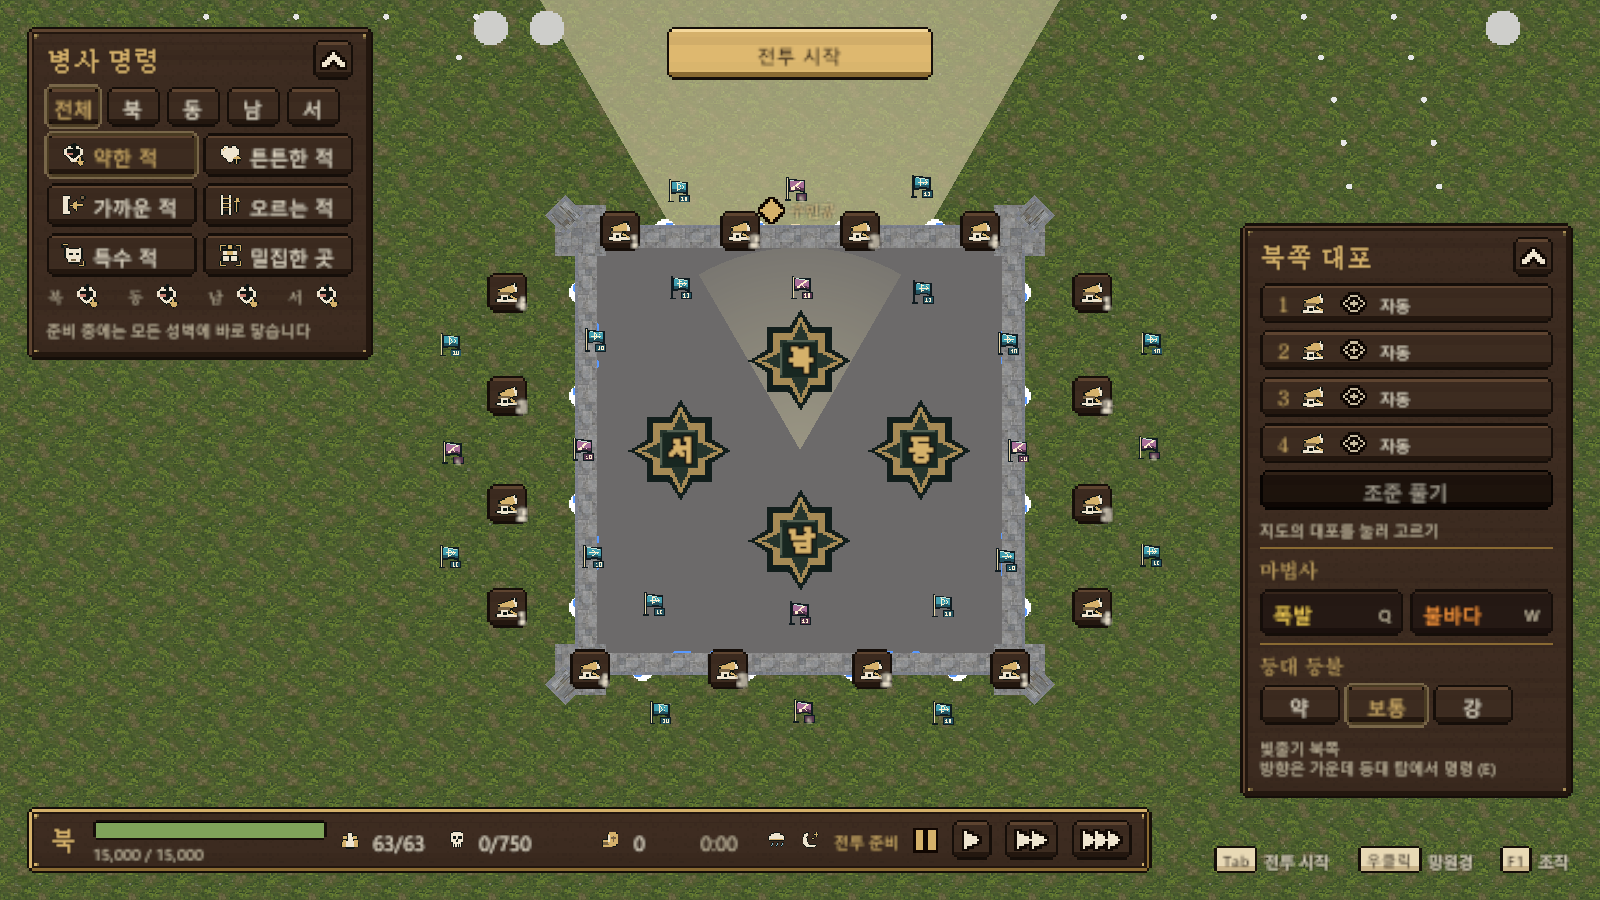 전투 시작
병사 명령
전체 북 동 남 서
약한 적 튼튼한 적
가까운 적 오르는 적
특수 적 밀집한 곳
북 동 남 서
준비 중에는 모든 성벽에 바로 닿습니다
북
서 동
남
북쪽 대포
1 자동
2 자동
3 자동
4 자동
조준 풀기
지도의 대포를 눌러 고르기
마법사
폭발 Q 불바다 W
등대 등불
약 보통 강
빛줄기 북쪽
방향은 가운데 등대 탑에서 명령 (E)
북 15,000 / 15,000 63/63 0/750 0 0:00 전투 준비
Tab 전투 시작 우클릭 망원경 F1 조작